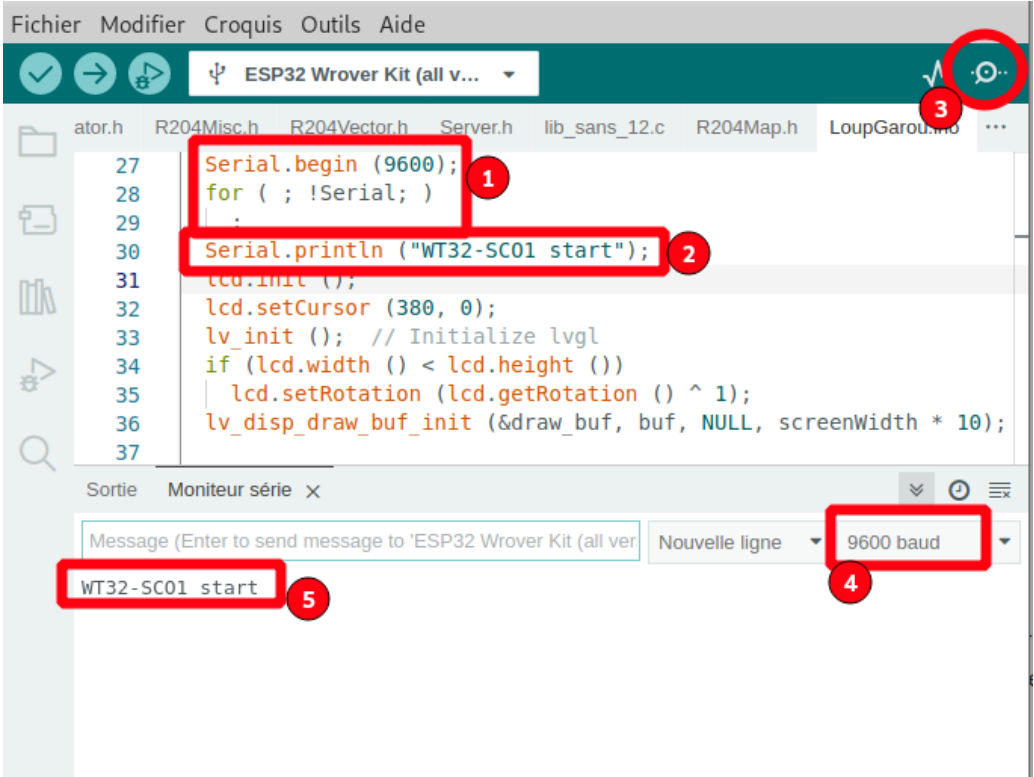 Fichier Modifier Croquis Outils Aide
ESP32 Wrover Kit (all v...
3
ator.h R204Misc.h R204Vector.h Server.h lib_sans_12.c R204Map.h LoupGarou.ino ...
27 Serial.begin (9600);
1
28 for ( ; !Serial; )
29 ;
30 Serial.println ("WT32-SCO1 start");
2
31 lcd.init ();
32 lcd.setCursor (380, 0);
33 lv_init (); // Initialize lvgl
34 if (lcd.width () < lcd.height ())
35 lcd.setRotation (lcd.getRotation () ^ 1);
36 lv_disp_draw_buf_init (&draw_buf, buf, NULL, screenWidth * 10);
37
Sortie Moniteur série ×
Message (Enter to send message to 'ESP32 Wrover Kit (all ver Nouvelle ligne 9600 baud
4
WT32-SCO1 start
5